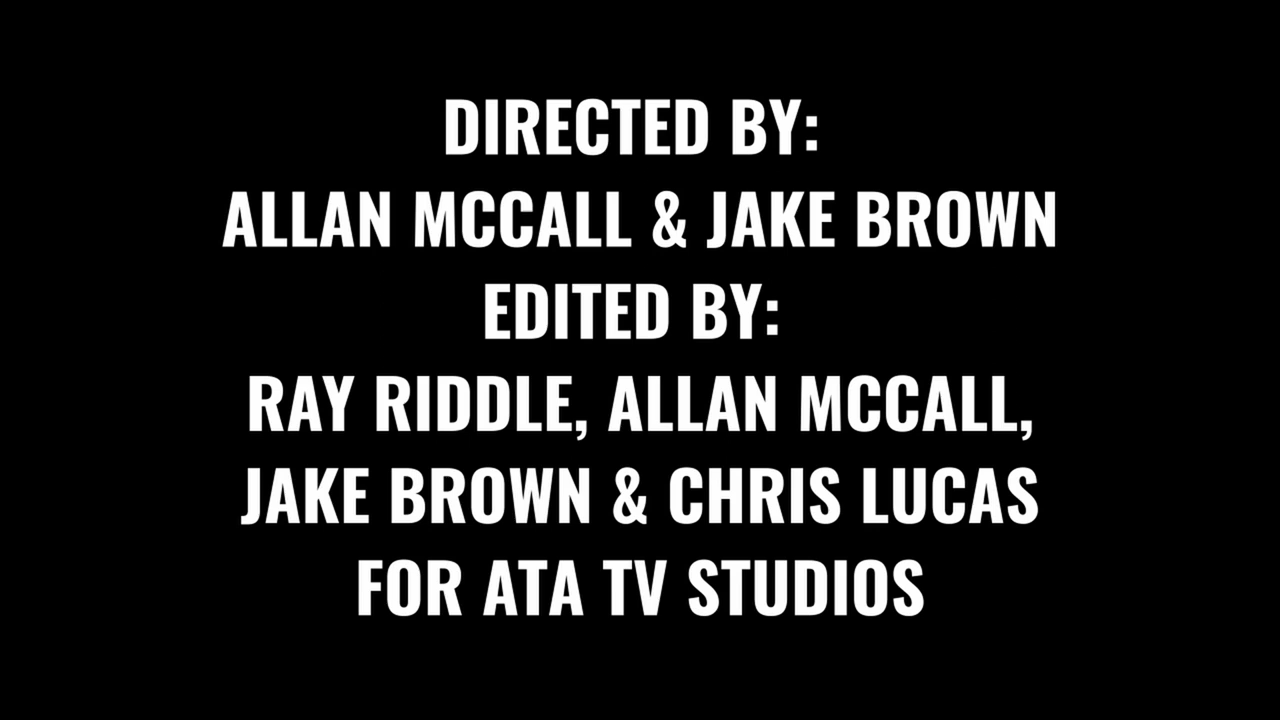 DIRECTED BY:
ALLAN MCCALL & JAKE BROWN
EDITED BY:
RAY RIDDLE, ALLAN MCCALL,
JAKE BROWN & CHRIS LUCAS
FOR ATA TV STUDIOS